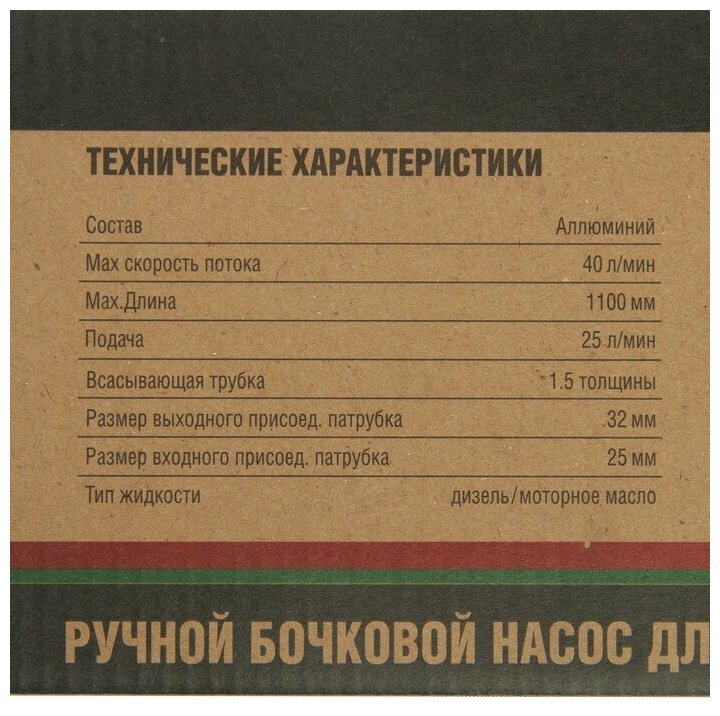 ТЕХНИЧЕСКИЕ ХАРАКТЕРИСТИКИ
Состав Аллюминий
Мах скорость потока 40 л/мин
Мах.Длина 1100 мм
Подача 25 л/мин
Всасывающая трубка 1.5 толщины
Размер выходного присоед. патрубка 32 мм
Размер входного присоед. патрубка 25 мм
Тип жидкости дизель/моторное масло
РУЧНОЙ БОЧКОВОЙ НАСОС ДЛ